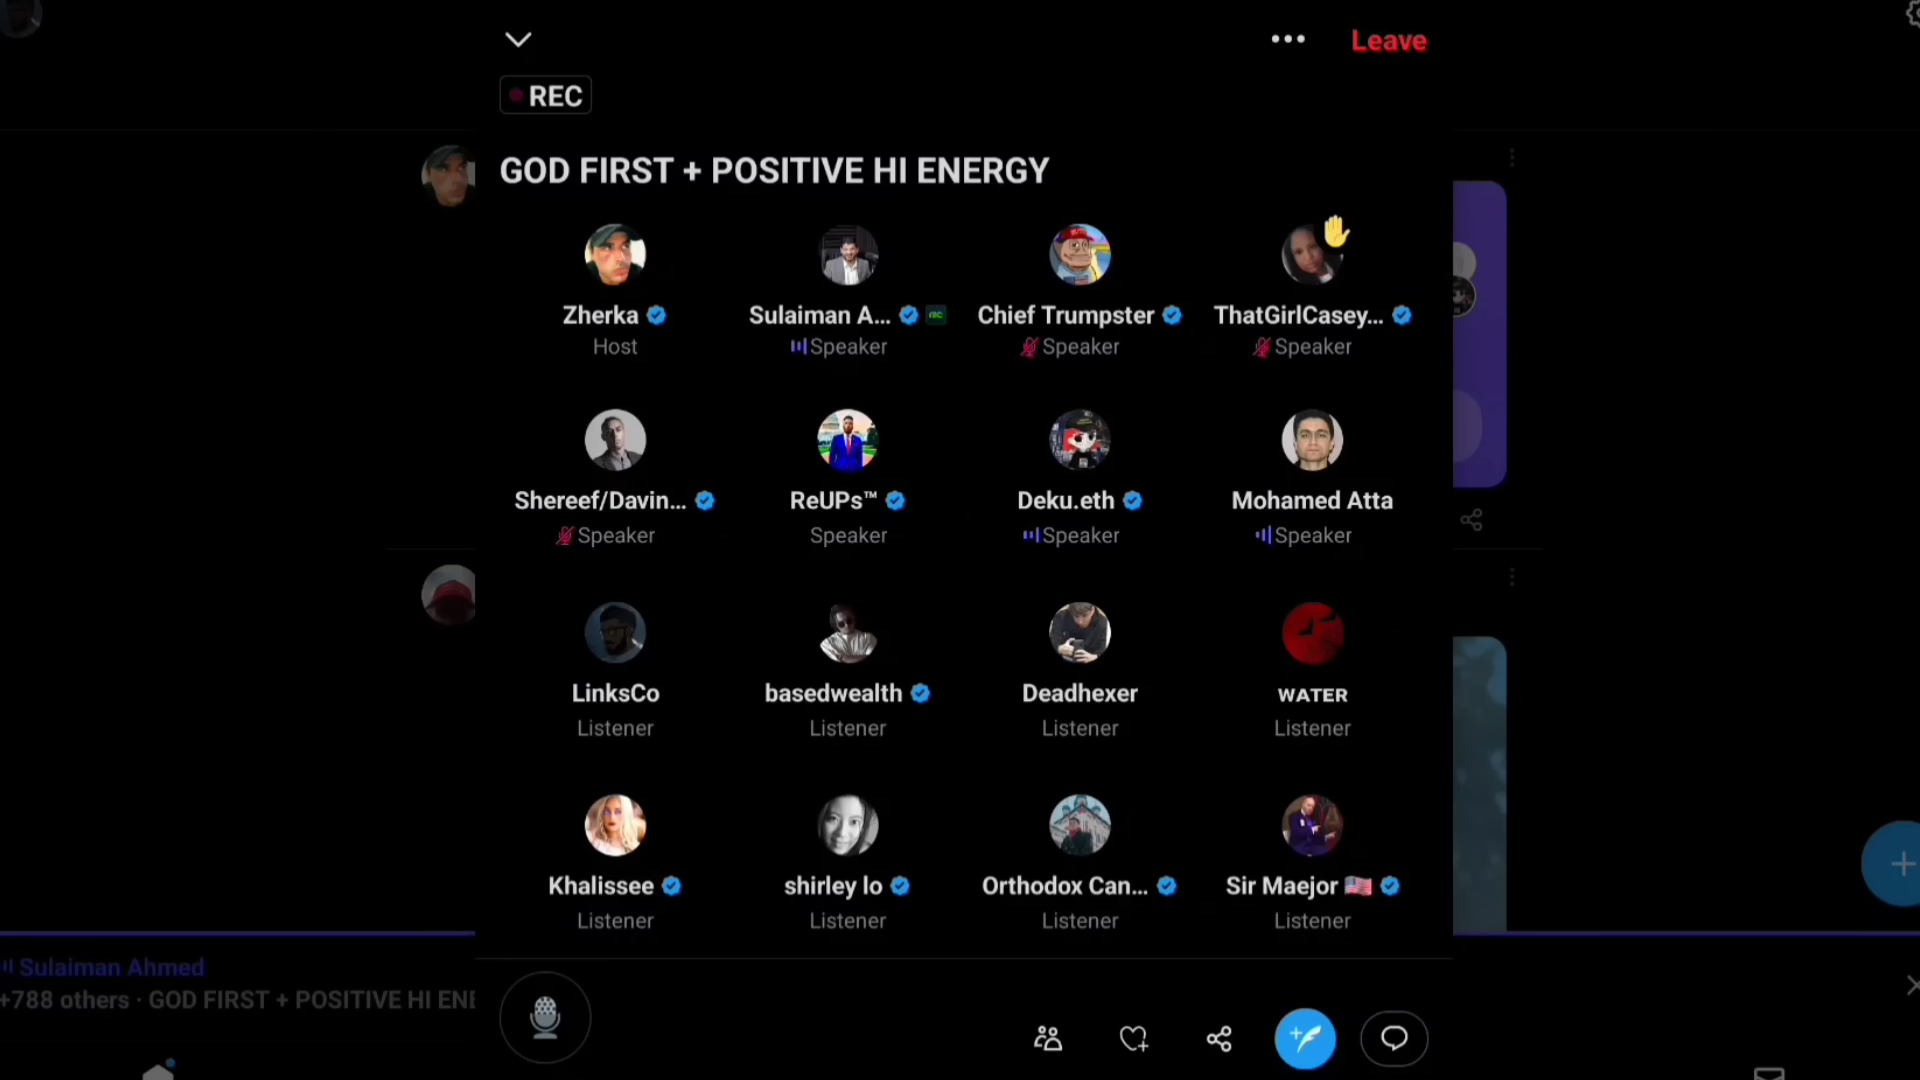 Leave
REC
GOD FIRST + POSITIVE HI ENERGY
Zherka
Sulaiman A...
Chief Trumpster
ThatGirlCasey...
Host
Speaker
Speaker
Speaker
Shereef/Davin...
ReUPs™
Deku.eth
Mohamed Atta
Speaker
Speaker
Speaker
Speaker
LinksCo
basedwealth
Deadhexer
ᴡᴀᴛᴇʀ
Listener
Listener
Listener
Listener
Khalissee
shirley lo
Orthodox Can...
Sir Maejor 🇺🇸
Listener
Listener
Listener
Listener
Sulaiman Ahmed
+788 others · GOD FIRST + POSITIVE HI ENE